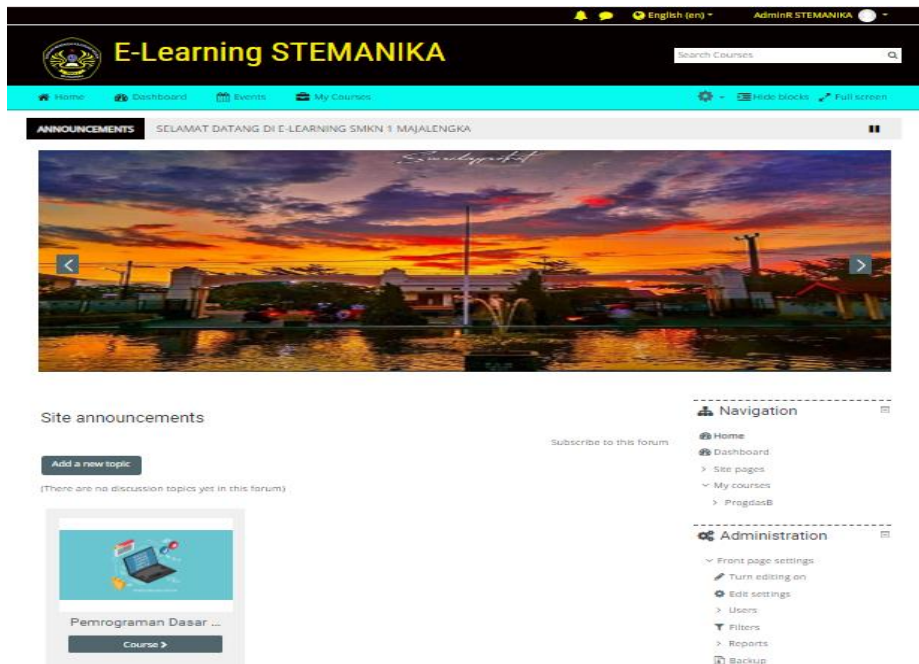 English (en)
AdminR STEMANIKA
E-Learning STEMANIKA
Search Courses
Home
Dashboard
Events
My Courses
Hide blocks
Full screen
ANNOUNCEMENTS
SELAMAT DATANG DI E-LEARNING SMKN 1 MAJALENGKA
Site announcements
Subscribe to this forum
Add a new topic
(There are no discussion topics yet in this forum)
Pemrograman Dasar ...
Course
Navigation
Home
Dashboard
Site pages
My courses
ProgdasB
Administration
Front page settings
Turn editing on
Edit settings
Users
Filters
Reports
Backup